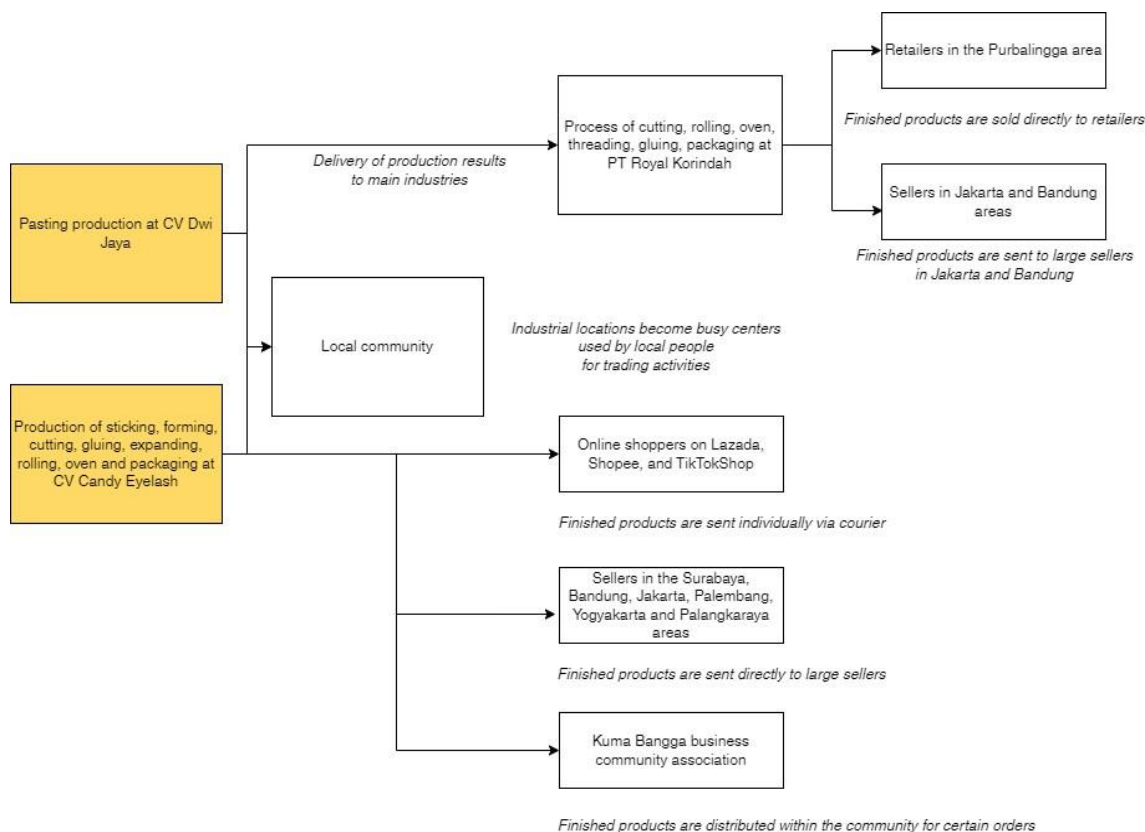 Retailers in the Purbalingga area
Finished products are sold directly to retailers
Process of cutting, rolling, oven,
threading, gluing, packaging at
PT Royal Korindah
Delivery of production results
to main industries
Sellers in Jakarta and Bandung
areas
Finished products are sent to large sellers
in Jakarta and Bandung
Pasting production at CV Dwi
Jaya
Local community
Industrial locations become busy centers
used by local people
for trading activities
Production of sticking, forming,
cutting, gluing, expanding,
rolling, oven and packaging at
CV Candy Eyelash
Online shoppers on Lazada,
Shopee, and TikTokShop
Finished products are sent individually via courier
Sellers in the Surabaya,
Bandung, Jakarta, Palembang,
Yogyakarta and Palangkaraya
areas
Finished products are sent directly to large sellers
Kuma Bangga business
community association
Finished products are distributed within the community for certain orders